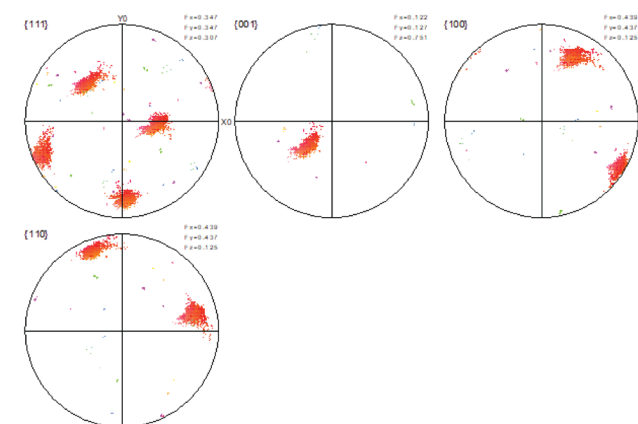 {111}
Y0
Fx=0.347
Fy=0.347
Fz=0.307
X0
{001}
Fx=0.122
Fy=0.127
Fz=0.751
{100}
Fx=0.439
Fy=0.437
Fz=0.125
{110}
Fx=0.439
Fy=0.437
Fz=0.125